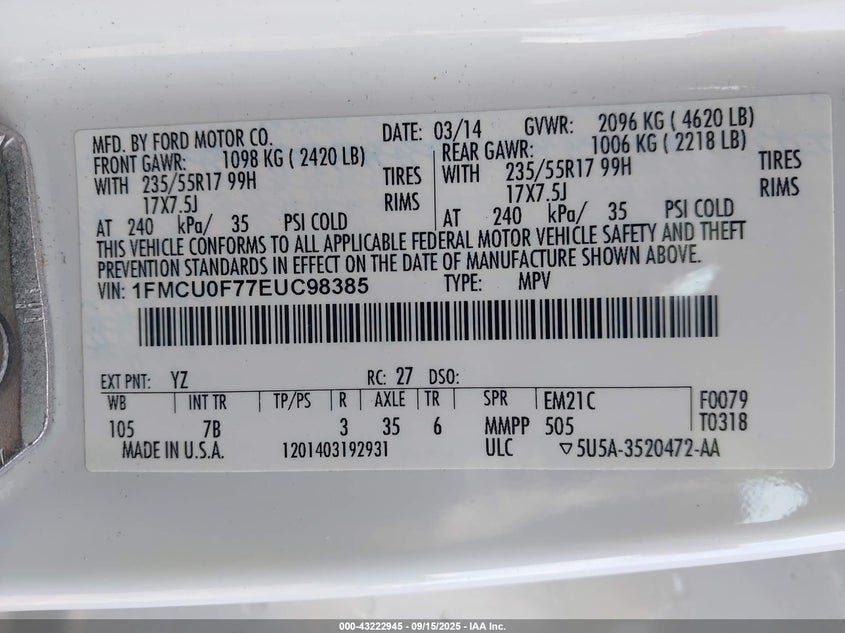 MFD. BY FORD MOTOR CO. DATE: 03/14 GVWR: 2096 KG ( 4620 LB)
FRONT GAWR: 1098 KG ( 2420 LB) REAR GAWR: 1006 KG ( 2218 LB)
WITH 235/55R17 99H TIRES WITH 235/55R17 99H TIRES
17X7.5J RIMS 17X7.5J RIMS
AT 240 kPa/ 35 PSI COLD AT 240 kPa/ 35 PSI COLD
THIS VEHICLE CONFORMS TO ALL APPLICABLE FEDERAL MOTOR VEHICLE SAFETY AND THEFT
PREVENTION STANDARDS IN EFFECT ON THE DATE OF MANUFACTURE SHOWN ABOVE.
VIN: 1FMCU0F77EUC98385 TYPE: MPV
EXT PNT: YZ RC: 27 DSO:
WB INT TR TP/PS R AXLE TR SPR EM21C F0079
105 7B 3 35 6 MMPP 505 T0318
MADE IN U.S.A. 1201403192931 ULC ▽5U5A-3520472-AA
000-43222945 - 09/15/2025 - IAA Inc.